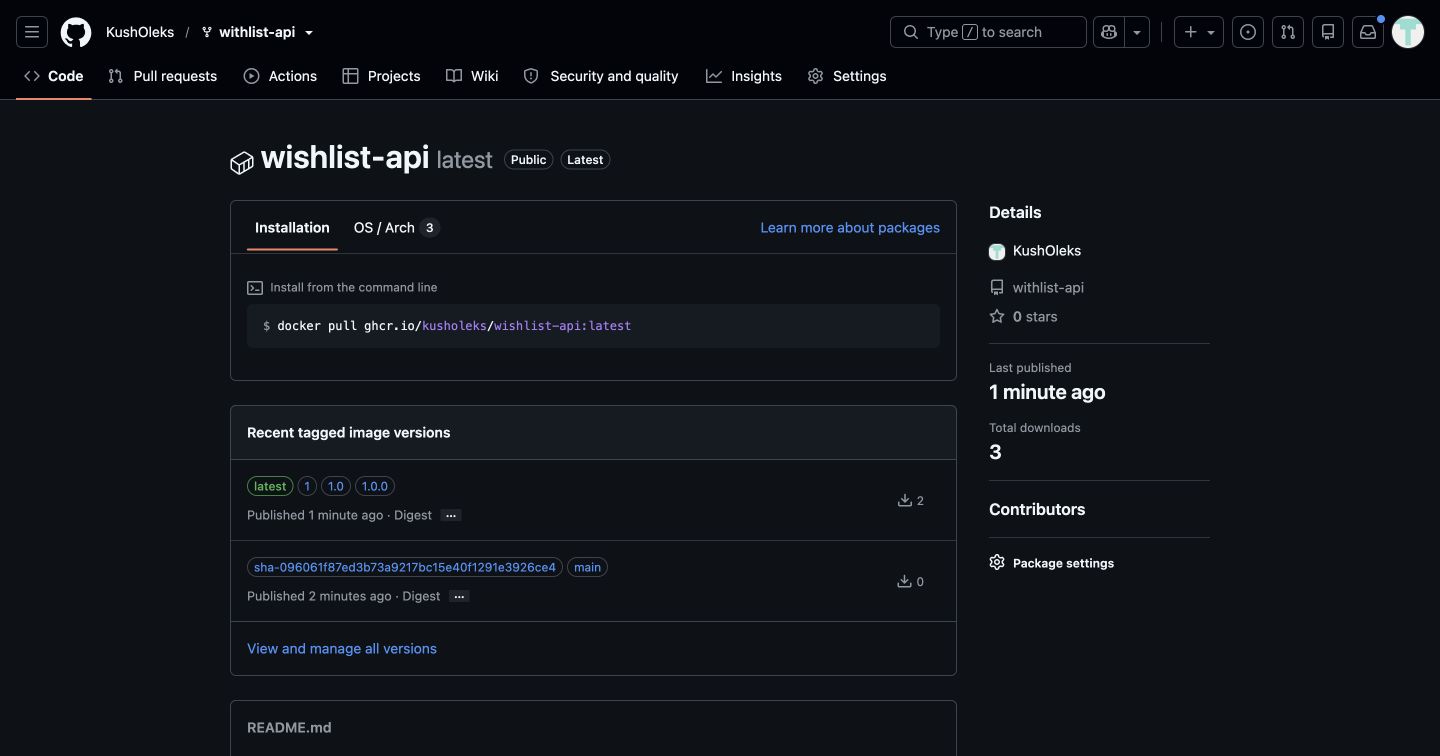 KushOleks / withlist-api
Type / to search
Code
Pull requests
Actions
Projects
Wiki
Security and quality
Insights
Settings
wishlist-api latest Public Latest
Installation
OS / Arch 3
Learn more about packages
Install from the command line
$ docker pull ghcr.io/kusholeks/wishlist-api:latest
Recent tagged image versions
latest 1 1.0 1.0.0
Published 1 minute ago · Digest ...
2
sha-096061f87ed3b73a9217bc15e40f1291e3926ce4 main
Published 2 minutes ago · Digest ...
0
View and manage all versions
README.md
Details
KushOleks
withlist-api
0 stars
Last published
1 minute ago
Total downloads
3
Contributors
Package settings